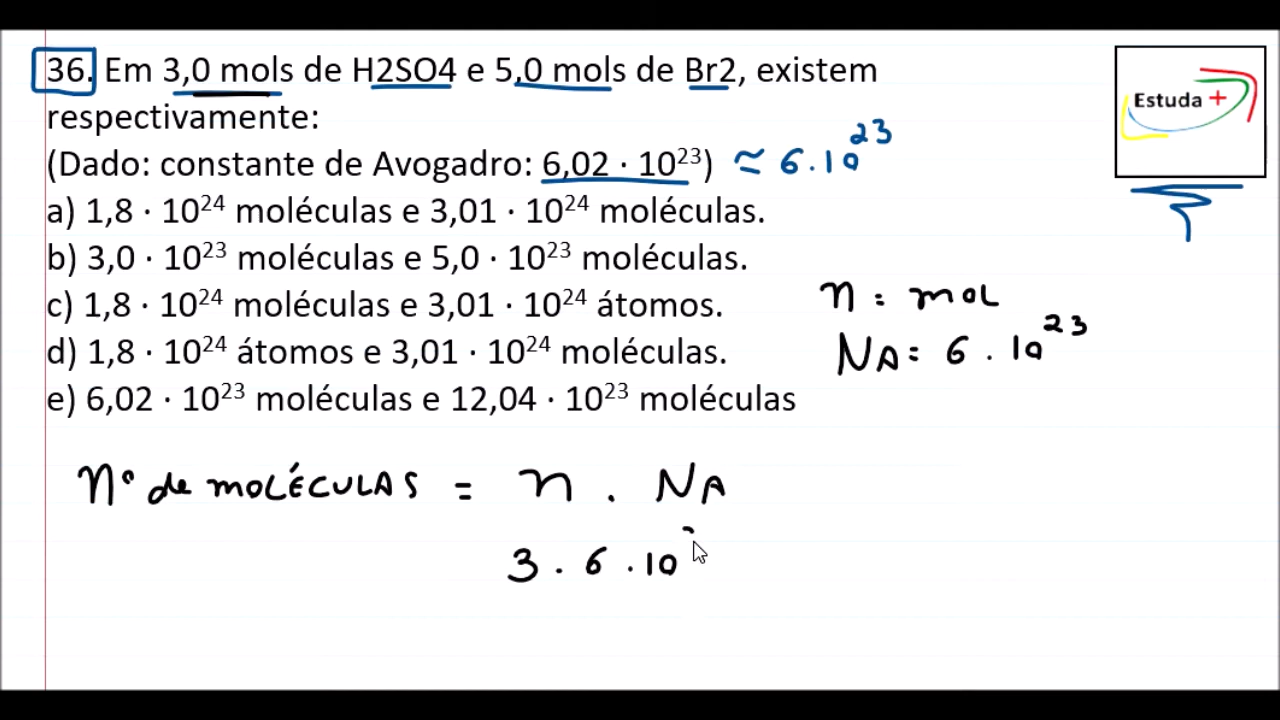 36. Em 3,0 mols de H2SO4 e 5,0 mols de Br2, existem
respectivamente:
(Dado: constante de Avogadro: 6,02 · 10²³) ≈ 6.10²³
a) 1,8 · 10²⁴ moléculas e 3,01 · 10²⁴ moléculas.
b) 3,0 · 10²³ moléculas e 5,0 · 10²³ moléculas.
c) 1,8 · 10²⁴ moléculas e 3,01 · 10²⁴ átomos.
d) 1,8 · 10²⁴ átomos e 3,01 · 10²⁴ moléculas.
e) 6,02 · 10²³ moléculas e 12,04 · 10²³ moléculas
Estuda +
n = mol
NA = 6 . 10²³
Nº de moLÉCULAS = n . NA
3 . 6 . 10